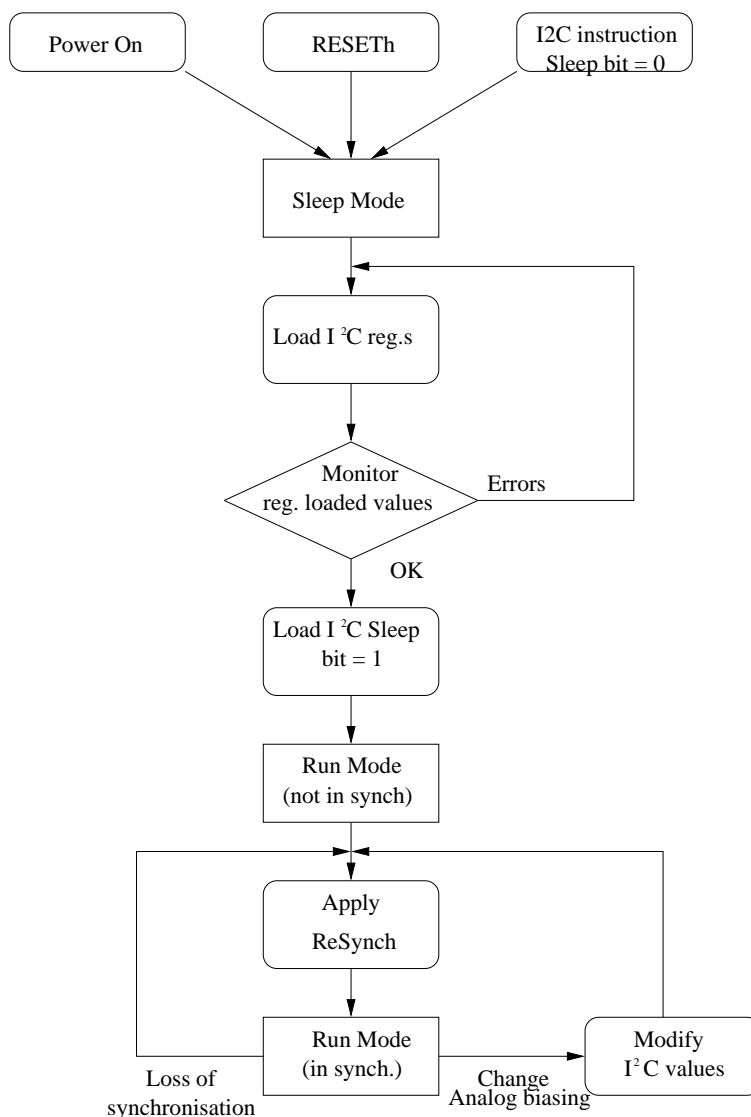 Power On
RESETh
I2C instruction
Sleep bit = 0
Sleep Mode
Load I ²C reg.s
Monitor
reg. loaded values
Errors
OK
Load I ²C Sleep
bit = 1
Run Mode
(not in synch)
Apply
ReSynch
Run Mode
(in synch.)
Loss of
synchronisation
Change
Analog biasing
Modify
I² C values